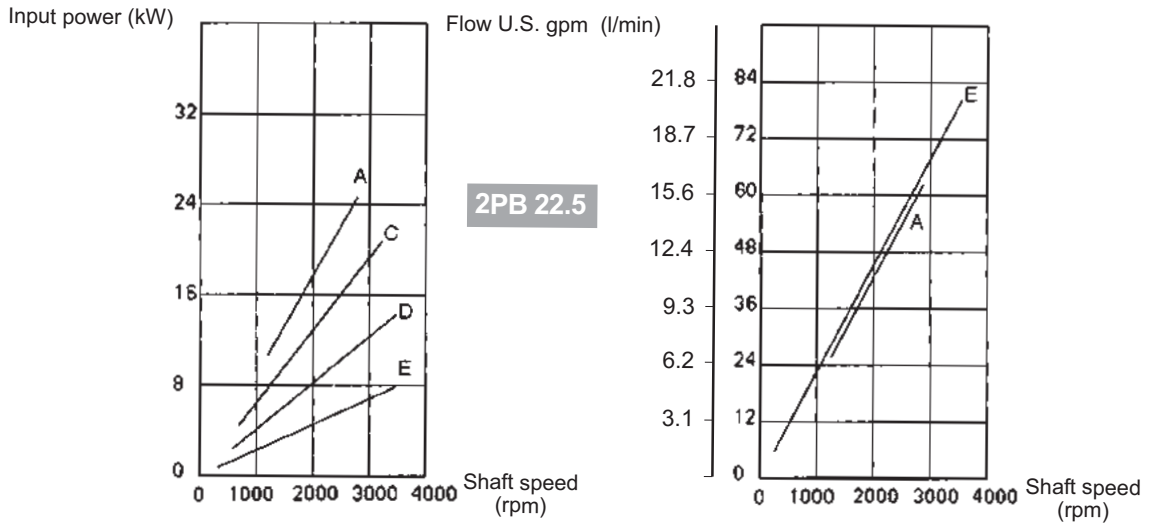 Input power (kW)
32
24
16
8
0
A
C
D
E
0 1000 2000 3000 4000
Shaft speed
(rpm)
2PB 22.5
Flow U.S. gpm (l/min)
21.8
18.7
15.6
12.4
9.3
6.2
3.1
84
72
60
48
36
24
12
0
E
A
0 1000 2000 3000 4000
Shaft speed
(rpm)